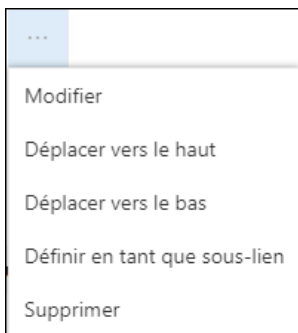 ...
Modifier
Déplacer vers le haut
Déplacer vers le bas
Définir en tant que sous-lien
Supprimer